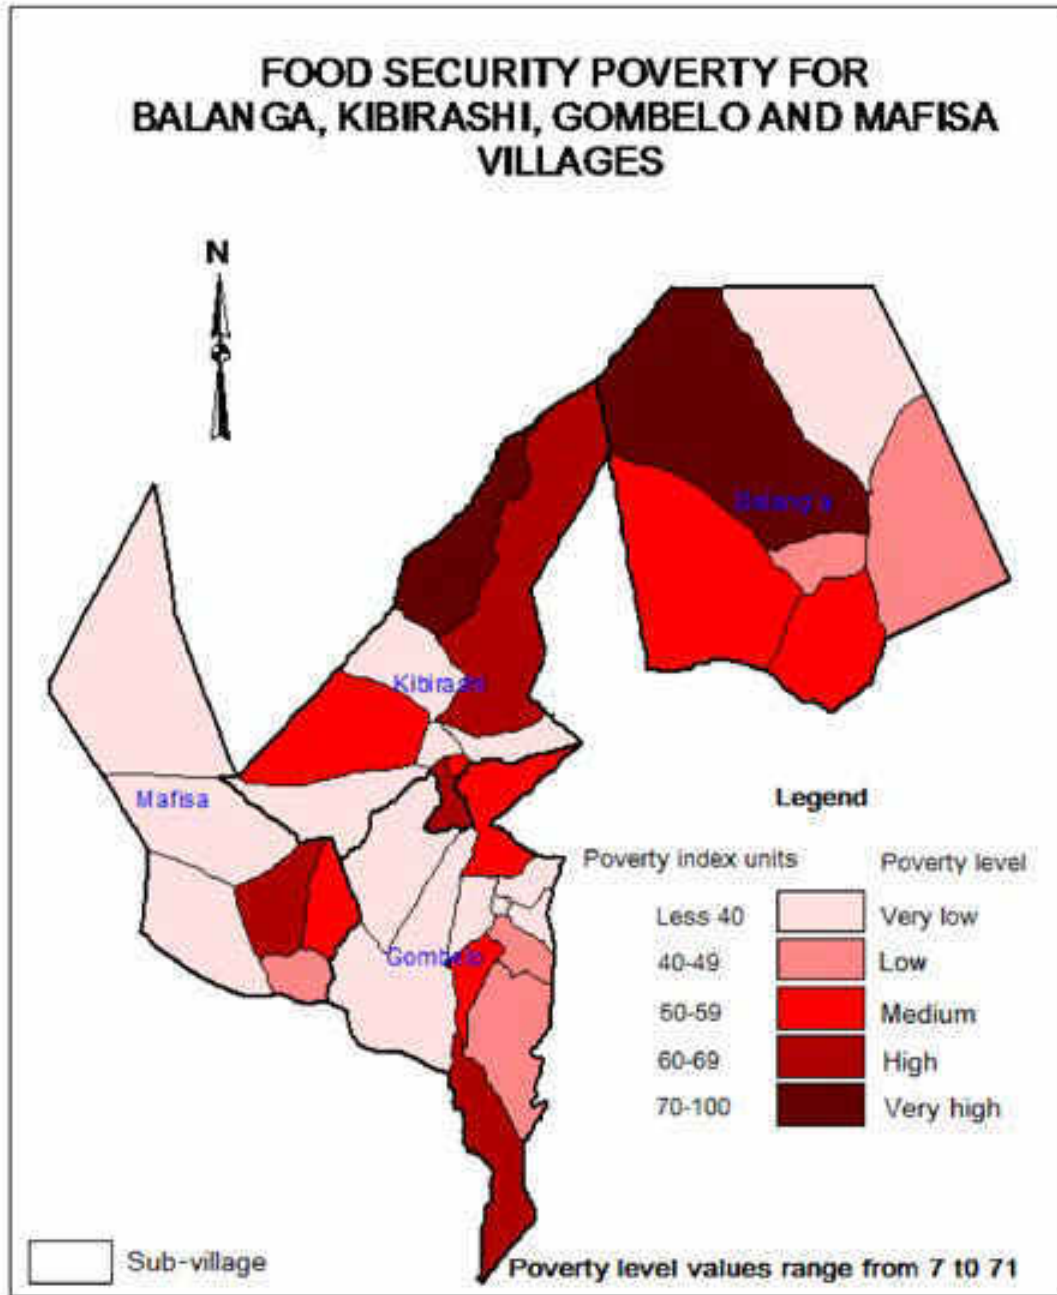 FOOD SECURITY POVERTY FOR
BALANGA, KIBIRASHI, GOMBELO AND MAFISA
VILLAGES
N
Balang'a
Kibirashi
Mafisa
Gombelo
Legend
Poverty index units Poverty level
Less 40 Very low
40-49 Low
50-59 Medium
60-69 High
70-100 Very high
Sub-village
Poverty level values range from 7 t0 71